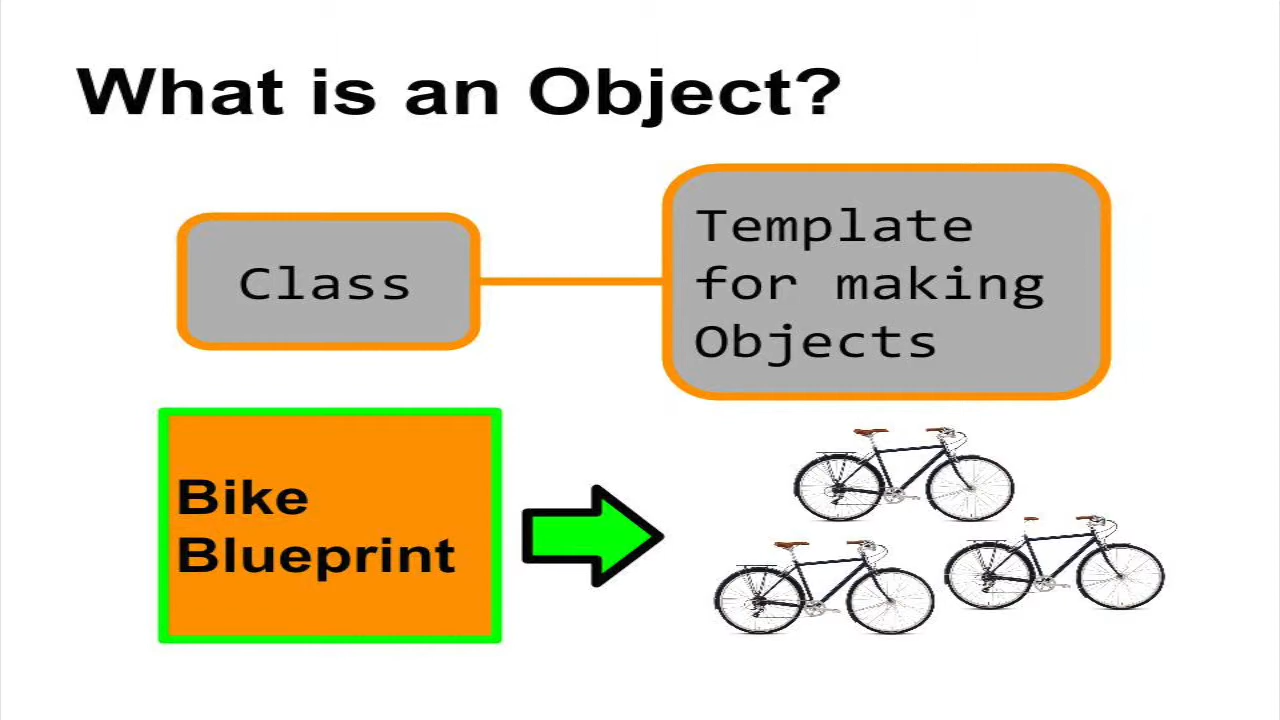 What is an Object?
Class
Template
for making
Objects
Bike
Blueprint